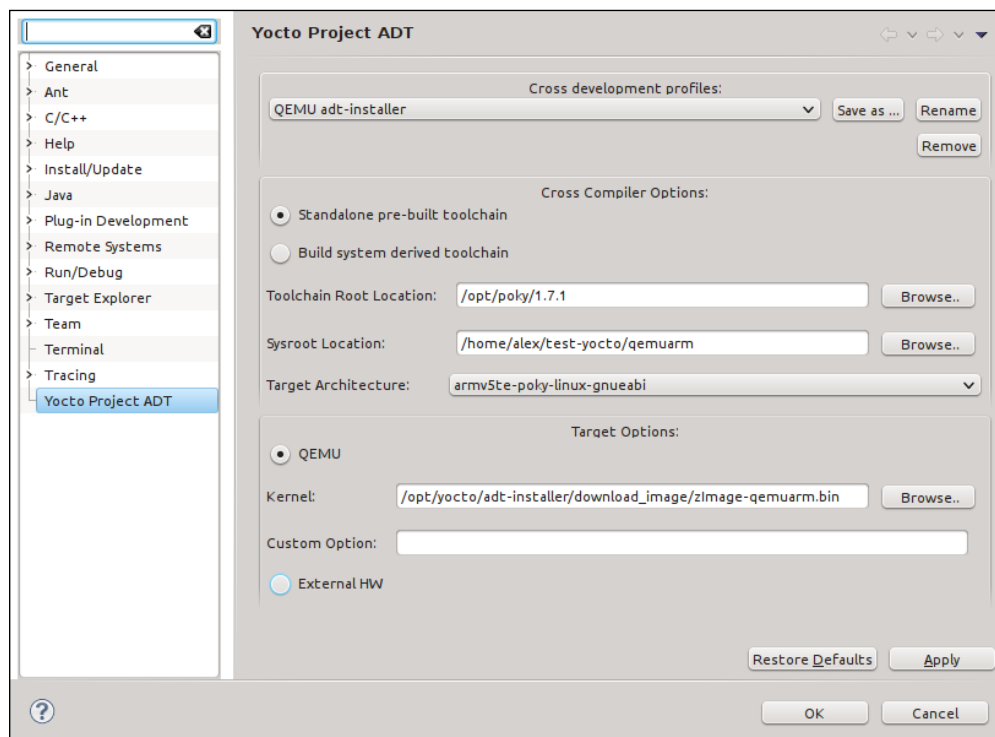 Yocto Project ADT
General
Ant
C/C++
Help
Install/Update
Java
Plug-in Development
Remote Systems
Run/Debug
Target Explorer
Team
Terminal
Tracing
Yocto Project ADT
Cross development profiles:
QEMU adt-installer
Save as ...
Rename
Remove
Cross Compiler Options:
Standalone pre-built toolchain
Build system derived toolchain
Toolchain Root Location: /opt/poky/1.7.1 Browse..
Sysroot Location: /home/alex/test-yocto/qemuarm Browse..
Target Architecture: armv5te-poky-linux-gnueabi
Target Options:
QEMU
Kernel: /opt/yocto/adt-installer/download_image/zImage-qemuarm.bin Browse..
Custom Option:
External HW
Restore Defaults Apply
? OK Cancel